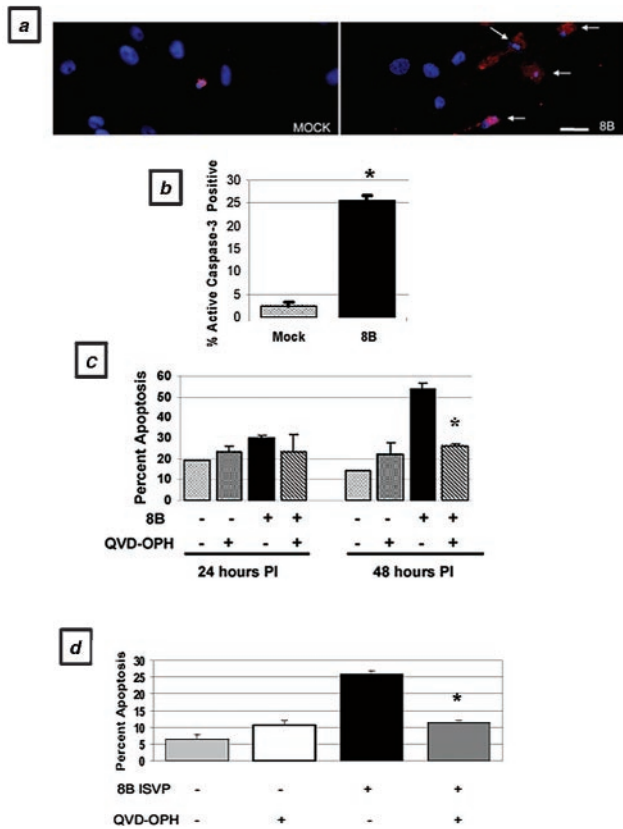 a
MOCK
8B
b
% Active Caspase-3 Positive
30
25
20
15
10
5
0
*
Mock
8B
c
Percent Apoptosis
60
50
40
30
20
10
0
*
8B - - + + - - + +
QVD-OPH - + - + - + - +
24 hours PI
48 hours PI
d
Percent Apoptosis
30
25
20
15
10
5
0
*
8B ISVP - - + +
QVD-OPH - + - +